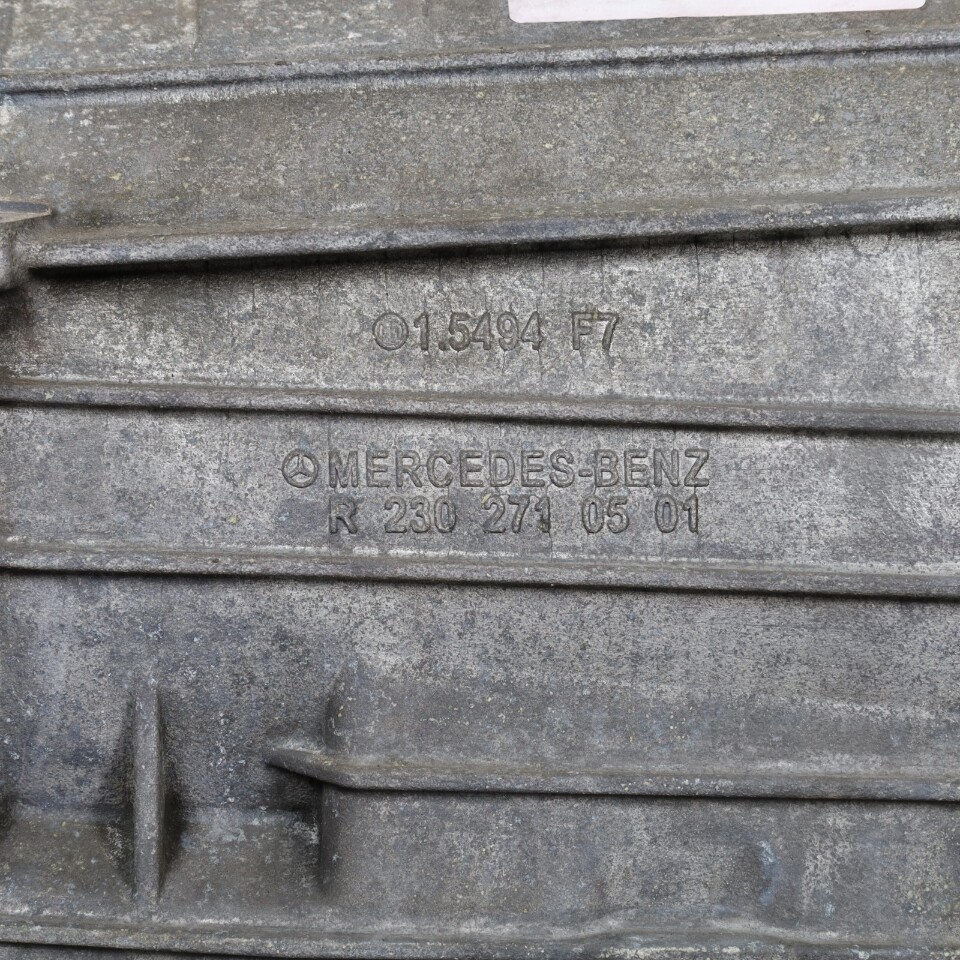 1.5494 F7
MERCEDES-BENZ
R 230 271 05 01